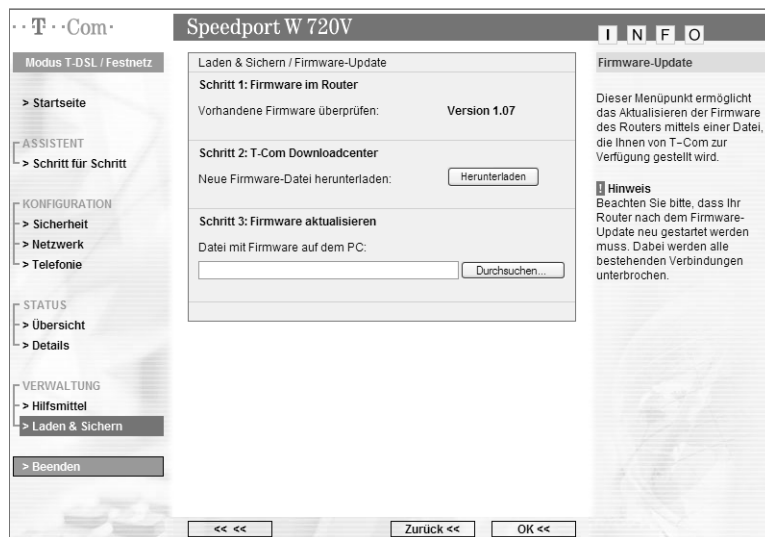 ··T··Com·
Speedport W 720V
INFO
Modus T-DSL / Festnetz
> Startseite
ASSISTENT
> Schritt für Schritt
KONFIGURATION
> Sicherheit
> Netzwerk
> Telefonie
STATUS
> Übersicht
> Details
VERWALTUNG
> Hilfsmittel
> Laden & Sichern
> Beenden
Laden & Sichern / Firmware-Update
Schritt 1: Firmware im Router
Vorhandene Firmware überprüfen: Version 1.07
Schritt 2: T-Com Downloadcenter
Neue Firmware-Datei herunterladen: Herunterladen
Schritt 3: Firmware aktualisieren
Datei mit Firmware auf dem PC:
Durchsuchen...
<< <<
Zurück <<
OK <<
Firmware-Update
Dieser Menüpunkt ermöglicht
das Aktualisieren der Firmware
des Routers mittels einer Datei,
die Ihnen von T-Com zur
Verfügung gestellt wird.
! Hinweis
Beachten Sie bitte, dass Ihr
Router nach dem Firmware-
Update neu gestartet werden
muss. Dabei werden alle
bestehenden Verbindungen
unterbrochen.